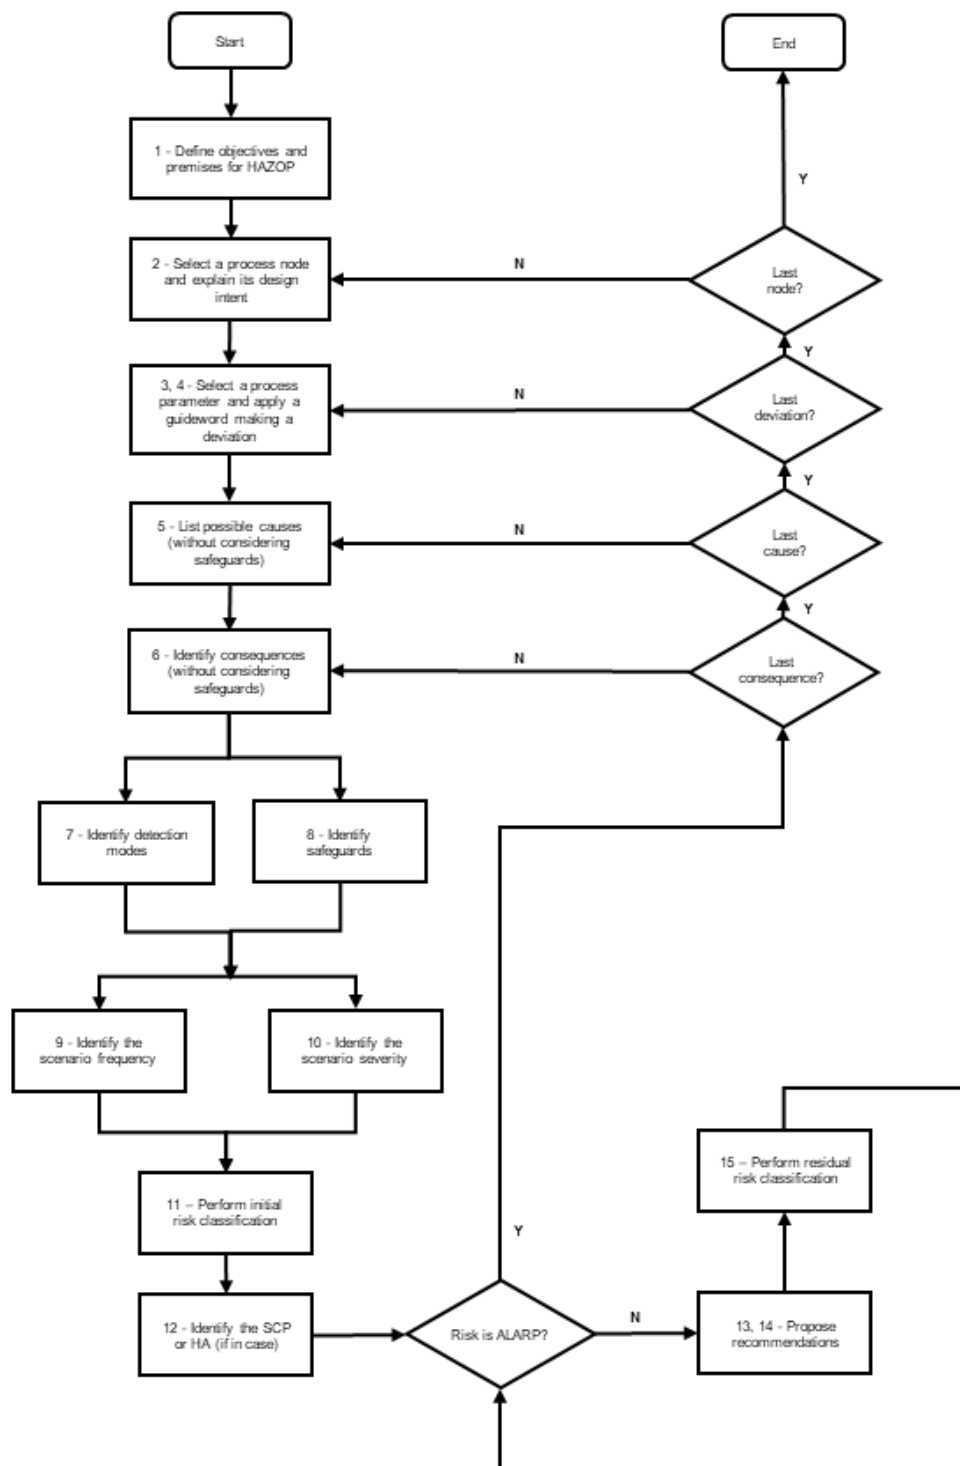 Start
End
1 - Define objectives and
premises for HAZOP
Y
2 - Select a process node
and explain its design
intent
N
Last
node?
Y
3, 4 - Select a process
parameter and apply a
guideword making a
deviation
N
Last
deviation?
Y
5 - List possible causes
(without considering
safeguards)
N
Last
cause?
Y
6 - Identify consequences
(without considering
safeguards)
N
Last
consequence?
7 - Identify detection
modes
8 - Identify
safeguards
9 - Identify the
scenario frequency
10 - Identify the
scenario severity
11 – Perform initial
risk classification
15 – Perform residual
risk classification
Y
12 - Identify the SCP
or HA (if in case)
Risk is ALARP?
N
13, 14 - Propose
recommendations